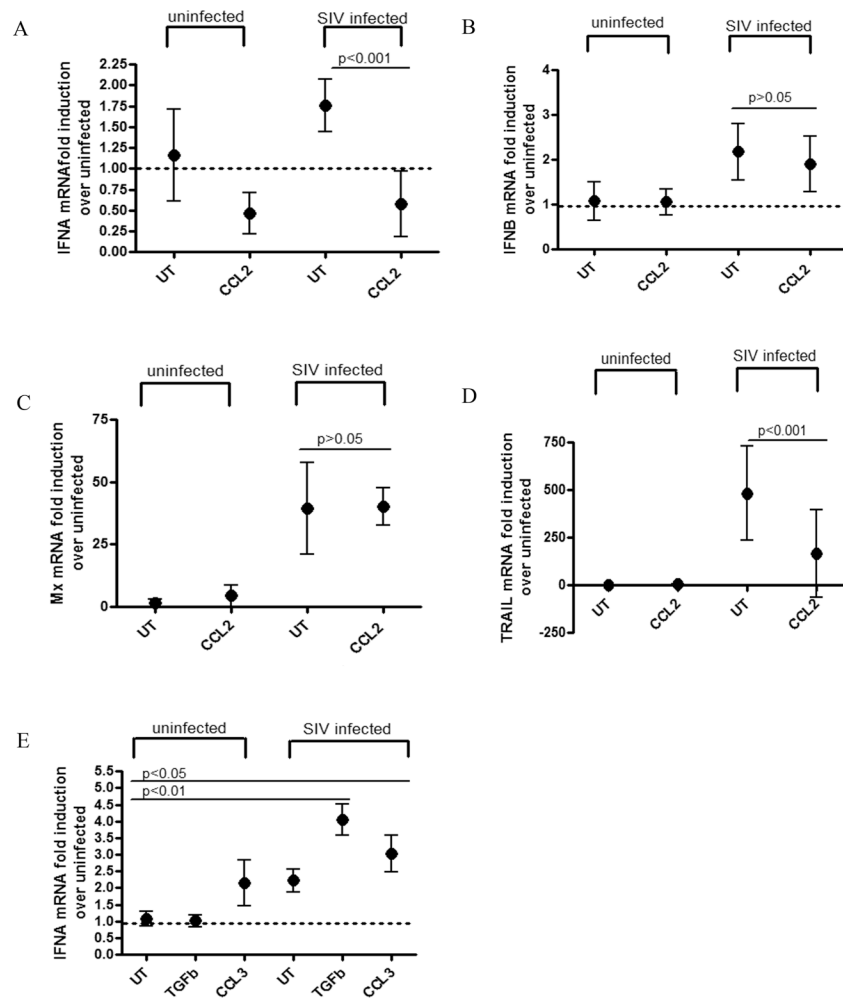 A
uninfected
SIV infected
p<0.001
IFNA mRNAfold induction
over uninfected
2.25
2.00
1.75
1.50
1.25
1.00
0.75
0.50
0.25
0.00
UT
CCL2
UT
CCL2
B
uninfected
SIV infected
p>0.05
IFNB mRNA fold induction
over uninfected
4
3
2
1
0
UT
CCL2
UT
CCL2
C
uninfected
SIV infected
p>0.05
Mx mRNA fold induction
over uninfected
75
50
25
0
UT
CCL2
UT
CCL2
D
uninfected
SIV infected
p<0.001
TRAIL mRNA fold induction
over uninfected
750
500
250
0
-250
UT
CCL2
UT
CCL2
E
uninfected
SIV infected
p<0.05
p<0.01
IFNA mRNA fold induction
over uninfected
5.5
5.0
4.5
4.0
3.5
3.0
2.5
2.0
1.5
1.0
0.5
0.0
UT
TGFb
CCL3
UT
TGFb
CCL3